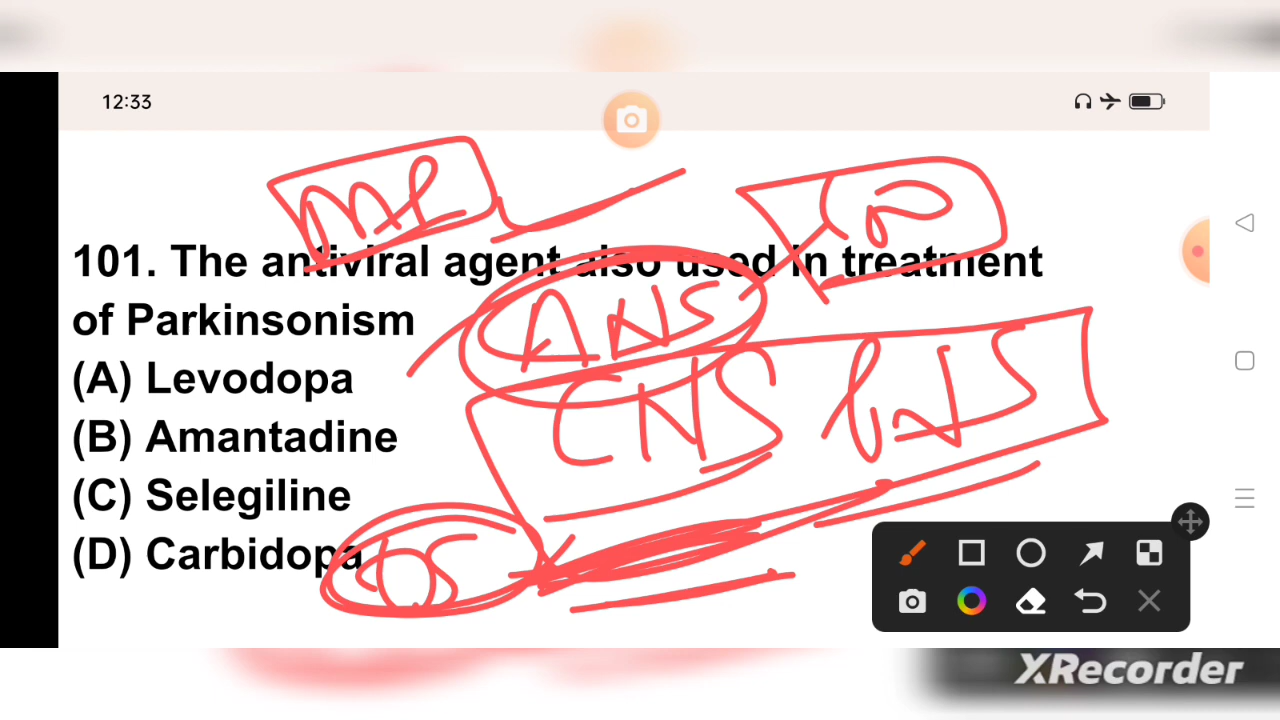 12:33
101. The antiviral agent also used in treatment
of Parkinsonism
ANS
(A) Levodopa
CNS
(B) Amantadine
(C) Selegiline
(D) Carbidopa
XRecorder